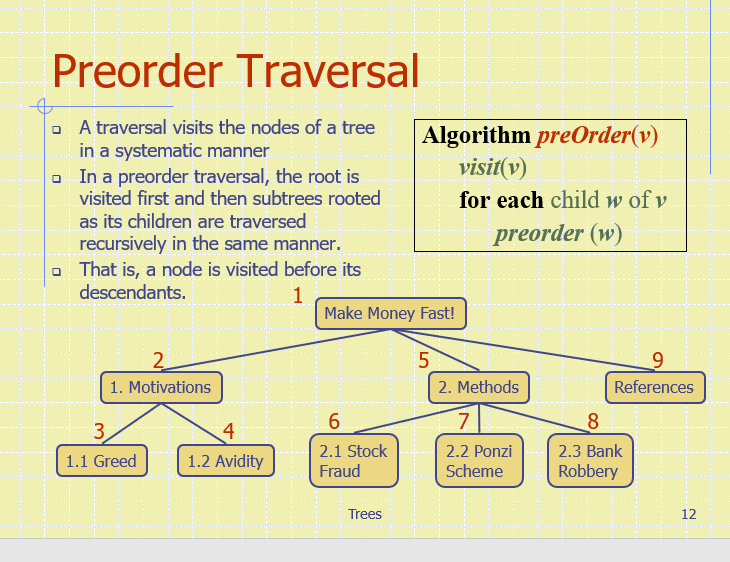 Preorder Traversal
A traversal visits the nodes of a tree
in a systematic manner
In a preorder traversal, the root is
visited first and then subtrees rooted
as its children are traversed
recursively in the same manner.
That is, a node is visited before its
descendants.
Algorithm preOrder(v)
visit(v)
for each child w of v
preorder (w)
1
Make Money Fast!
2
5
9
1. Motivations
2. Methods
References
3
4
6
7
8
1.1 Greed
1.2 Avidity
2.1 Stock
Fraud
2.2 Ponzi
Scheme
2.3 Bank
Robbery
Trees
12